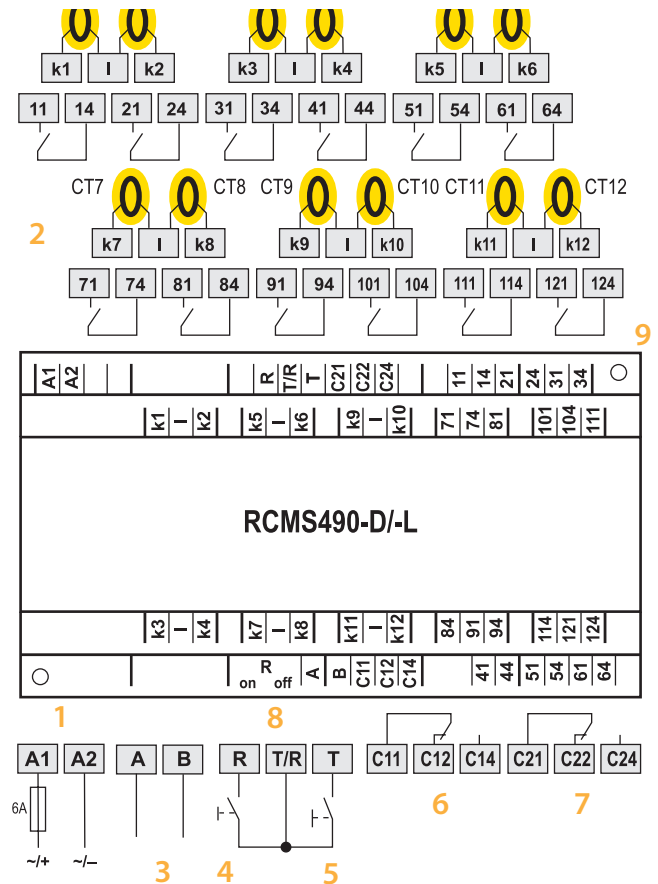 k1 I k2 k3 I k4 k5 I k6
11 14 21 24 31 34 41 44 51 54 61 64
CT7 CT8 CT9 CT10 CT11 CT12
2
k7 I k8 k9 I k10 k11 I k12
71 74 81 84 91 94 101 104 111 114 121 124
9
A1 A2 R T/R T C21 C22 C24 11 14 21 24 31 34
k1 I k2 k5 I k6 k9 I k10 71 74 81 101 104 111
RCMS490-D/-L
k3 I k4 k7 I k8 k11 I k12 84 91 94 114 121 124
on R off A B C11 C12 C14 41 44 51 54 61 64
1 8
A1 A2 A B R T/R T C11 C12 C14 C21 C22 C24
6A
6 7
~/+ ~/–
3 4 5